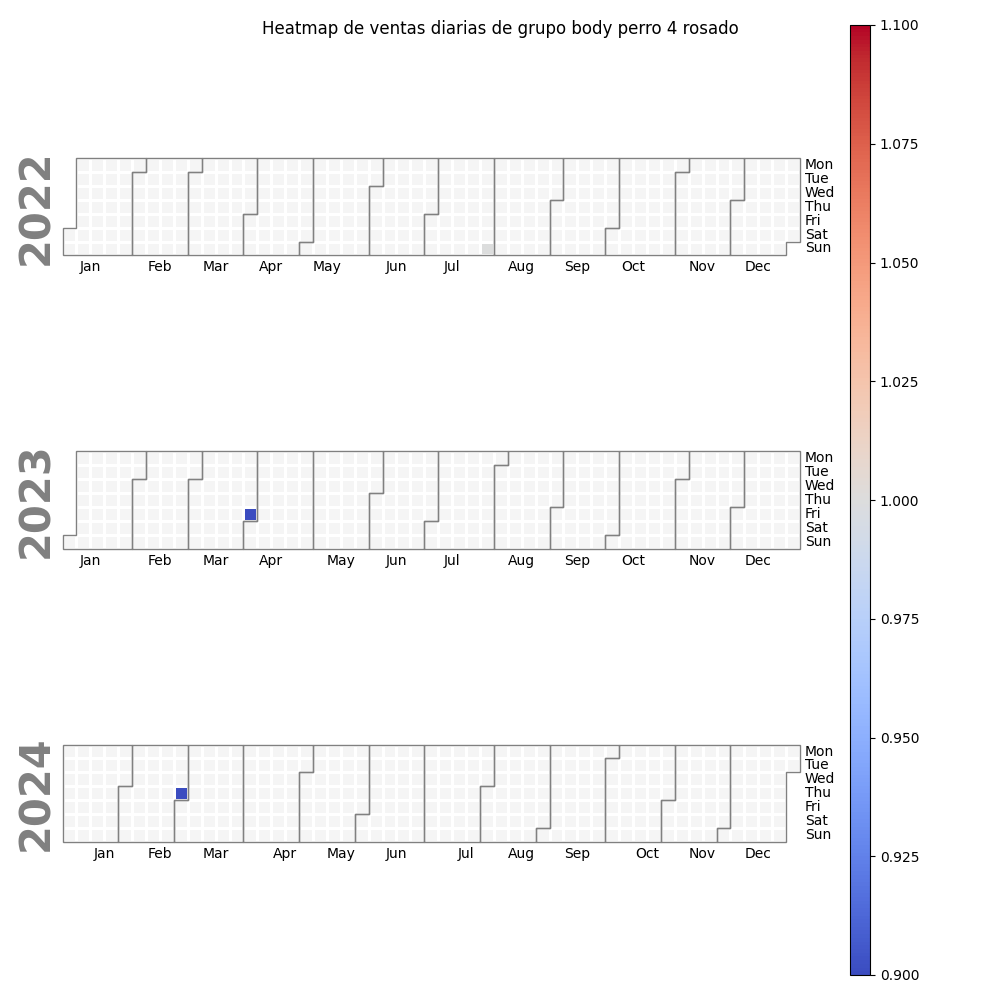 Heatmap de ventas diarias de grupo body perro 4 rosado
2022
Mon
Tue
Wed
Thu
Fri
Sat
Sun
Jan Feb Mar Apr May Jun Jul Aug Sep Oct Nov Dec
2023
Mon
Tue
Wed
Thu
Fri
Sat
Sun
Jan Feb Mar Apr May Jun Jul Aug Sep Oct Nov Dec
2024
Mon
Tue
Wed
Thu
Fri
Sat
Sun
Jan Feb Mar Apr May Jun Jul Aug Sep Oct Nov Dec
1.100
1.075
1.050
1.025
1.000
0.975
0.950
0.925
0.900